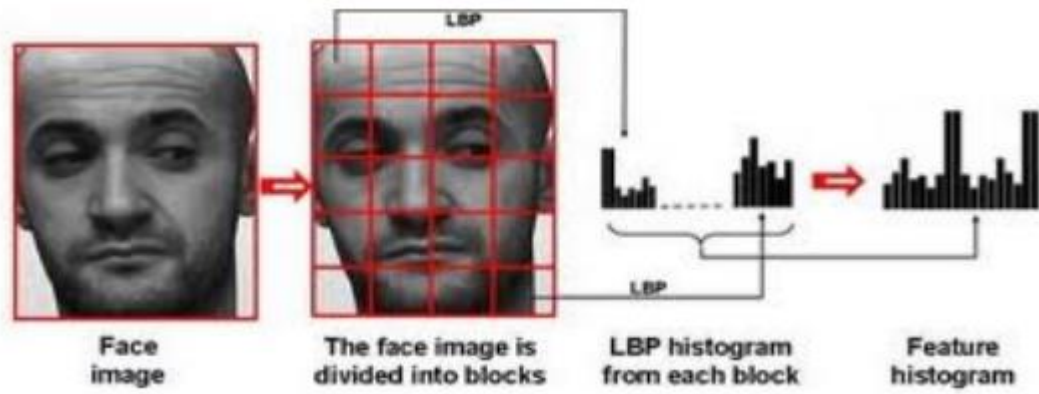 LBP
LBP
Face
image
The face image is
divided into blocks
LBP histogram
from each block
Feature
histogram